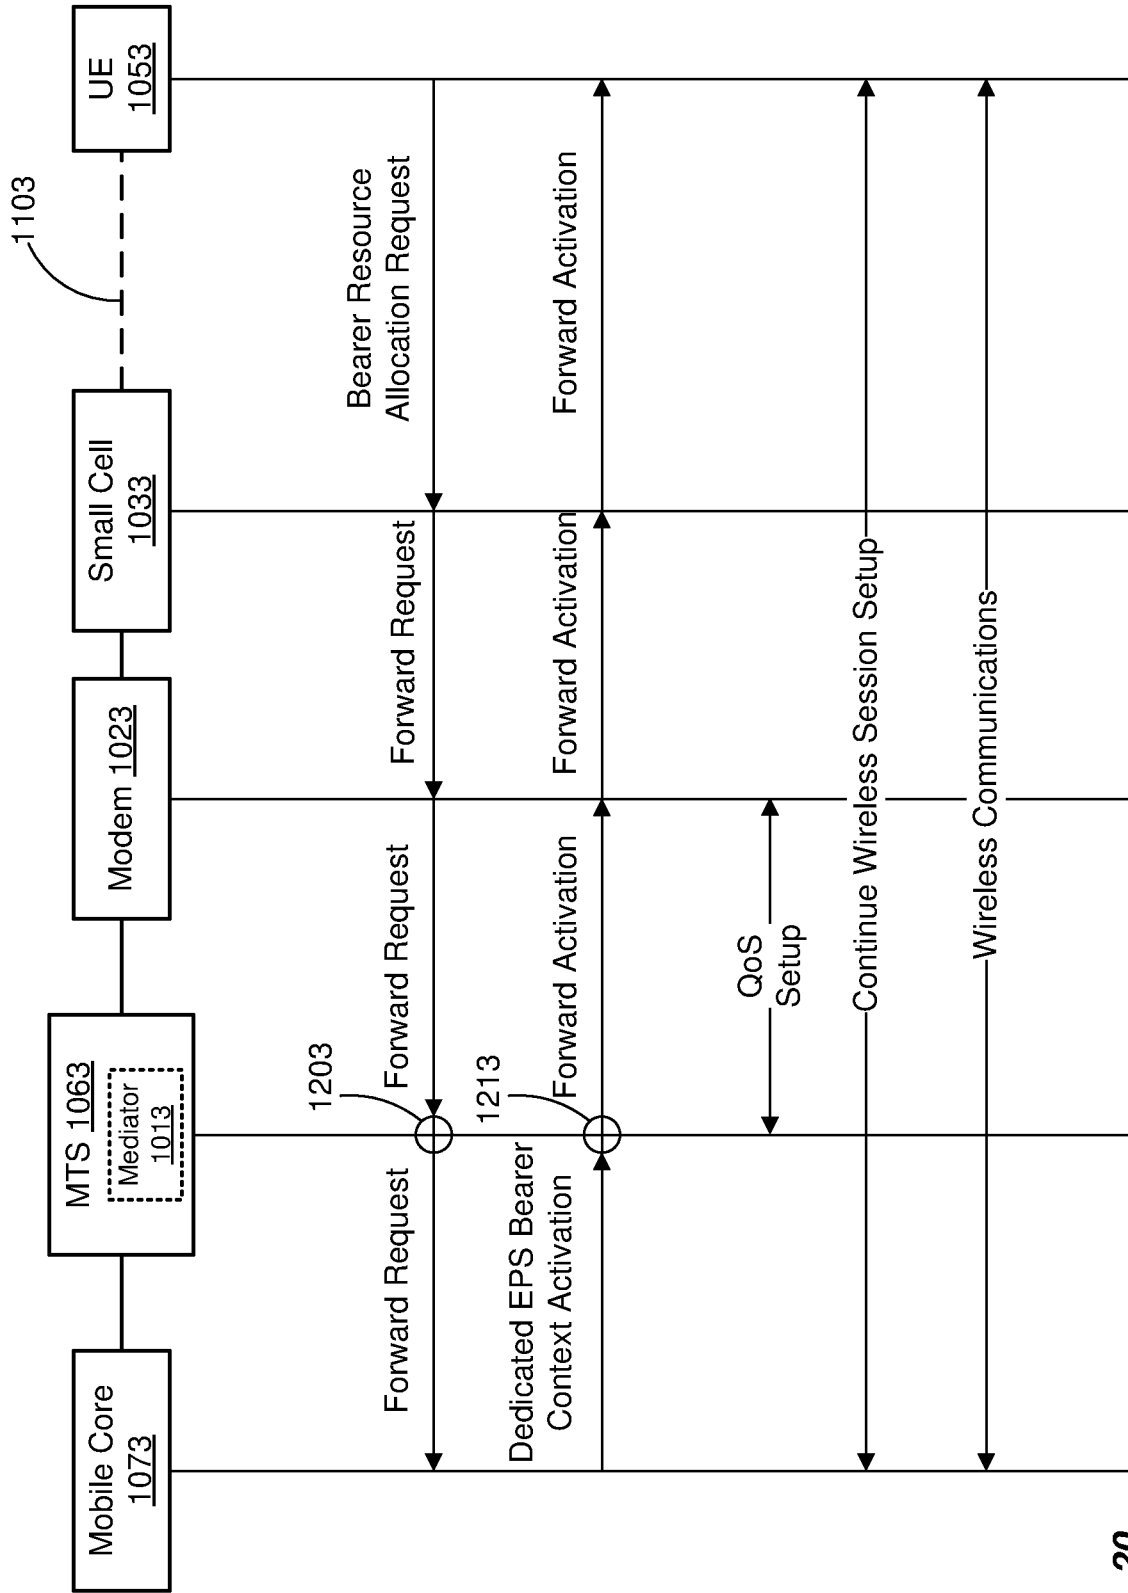 Mobile Core
1073
MTS 1063
Mediator
1013
Modem 1023
Small Cell
1033
1103
UE
1053
Bearer Resource
Allocation Request
Forward Request
Forward Request
Forward Request
1203
Dedicated EPS Bearer
Context Activation
1213
Forward Activation
Forward Activation
Forward Activation
QoS
Setup
Continue Wireless Session Setup
Wireless Communications
20